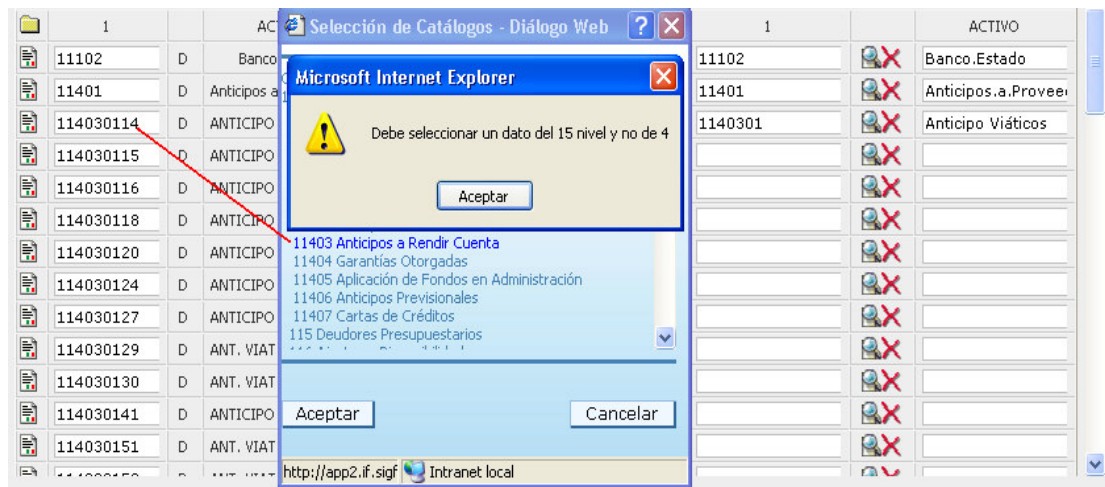 1 AC Selección de Catálogos - Diálogo Web 1 ACTIVO
11102 D Banco 11102 Banco.Estado
Microsoft Internet Explorer
11401 D Anticipos a 11401 Anticipos.a.Provee
Debe seleccionar un dato del 15 nivel y no de 4
114030114 D ANTICIPO 1140301 Anticipo Viáticos
114030115 D ANTICIPO
114030116 D ANTICIPO
Aceptar
114030118 D ANTICIPO
11403 Anticipos a Rendir Cuenta
114030120 D ANTICIPO
11404 Garantías Otorgadas
11405 Aplicación de Fondos en Administración
114030124 D ANTICIPO
11406 Anticipos Previsionales
11407 Cartas de Créditos
114030127 D ANTICIPO
115 Deudores Presupuestarios
114030129 D ANT. VIAT
114030130 D ANT. VIAT
114030141 D ANTICIPO
Aceptar Cancelar
114030151 D ANT. VIAT
http://app2.if.sigf Intranet local